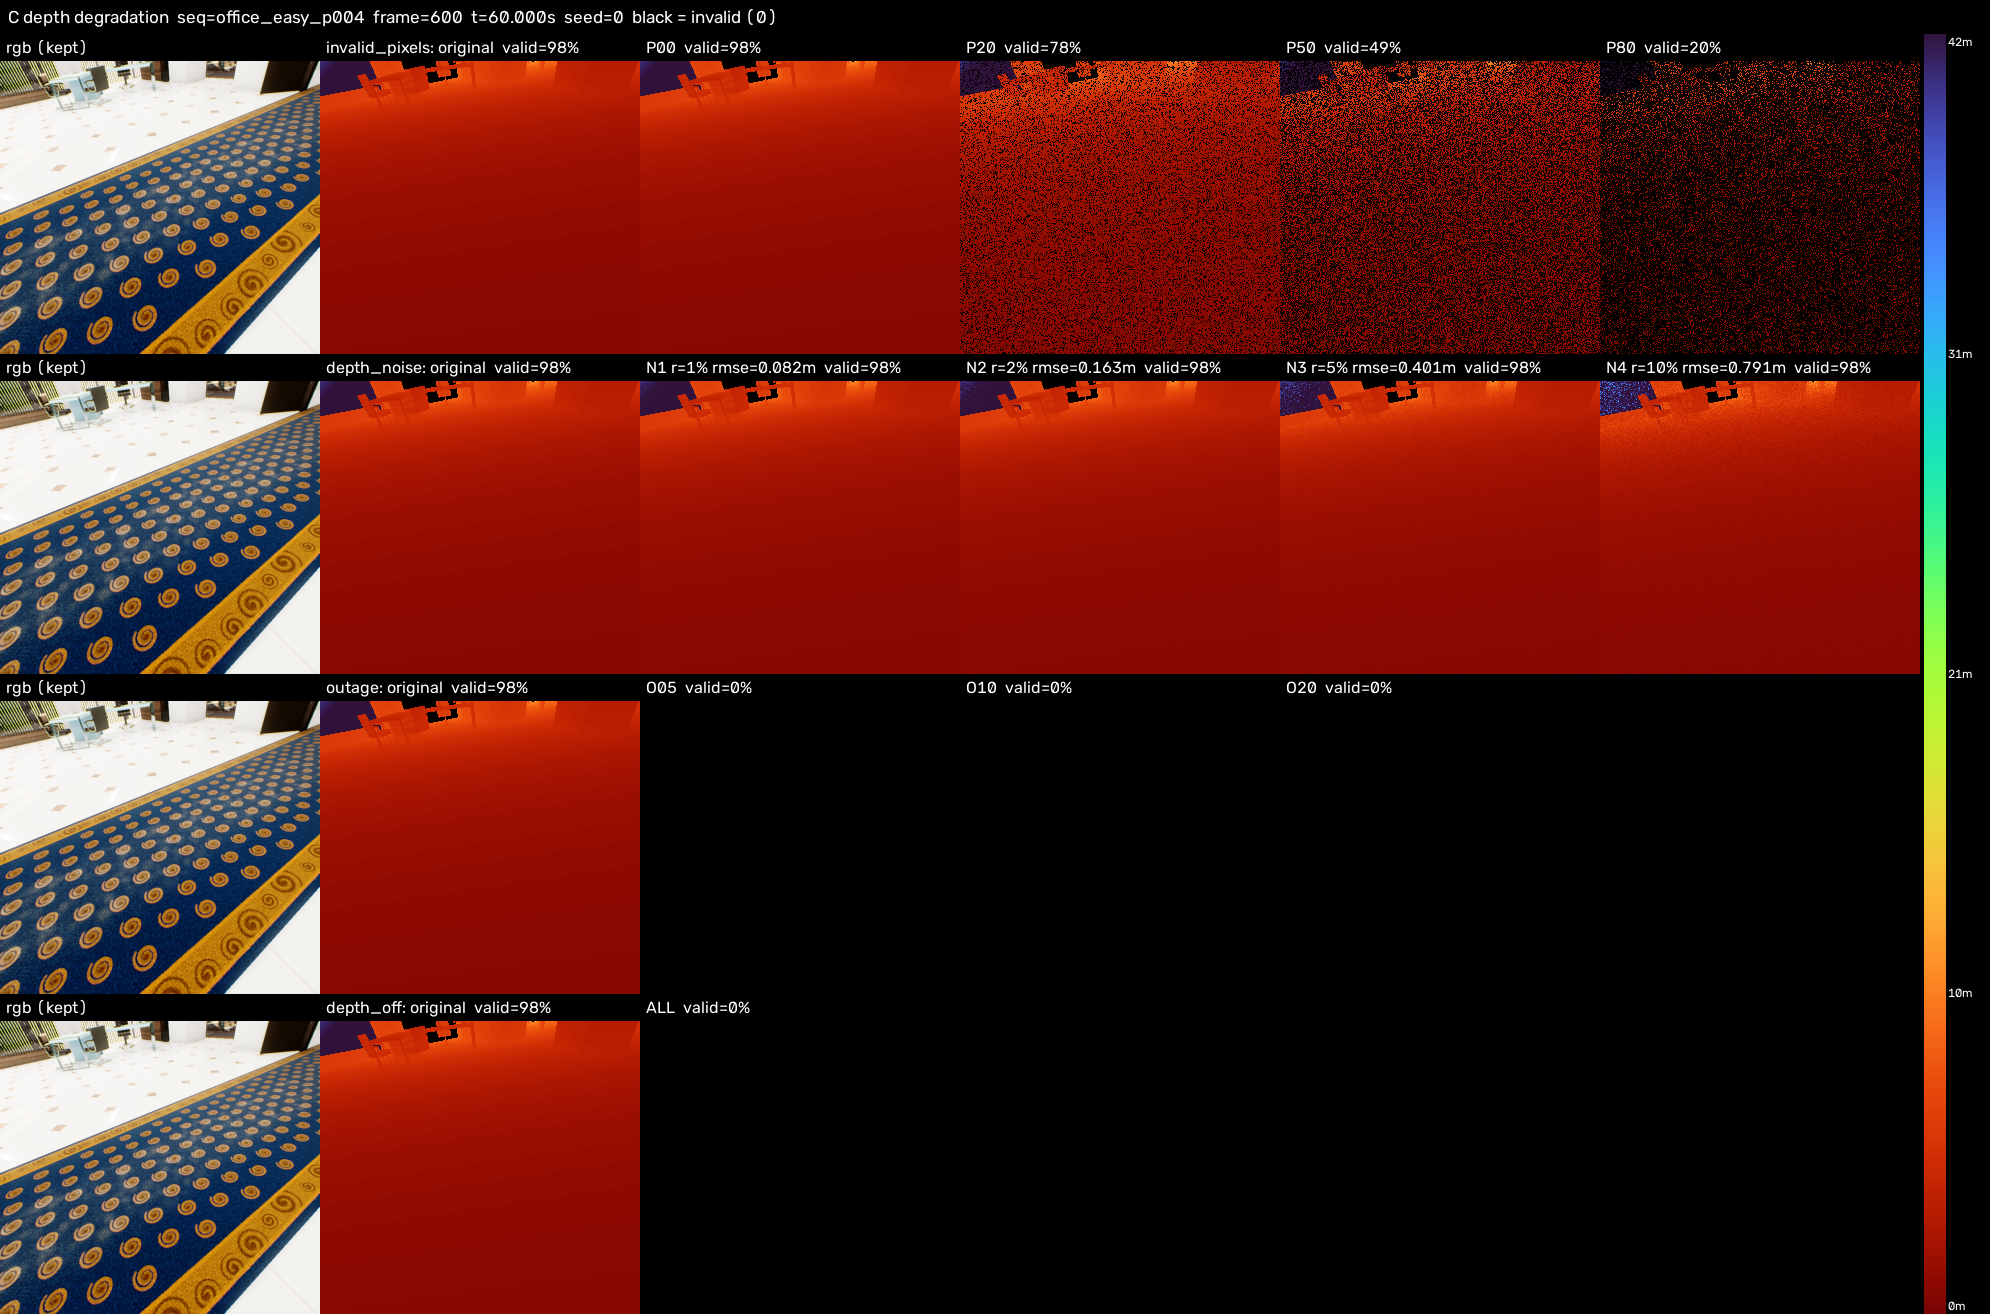 C depth degradation seq=office_easy_p004 frame=600 t=60.000s seed=0 black = invalid (0)
rgb (kept) invalid_pixels: original valid=98% P00 valid=98% P20 valid=78% P50 valid=49% P80 valid=20%
42m
31m
rgb (kept) depth_noise: original valid=98% N1 r=1% rmse=0.082m valid=98% N2 r=2% rmse=0.163m valid=98% N3 r=5% rmse=0.401m valid=98% N4 r=10% rmse=0.791m valid=98%
21m
rgb (kept) outage: original valid=98% O05 valid=0% O10 valid=0% O20 valid=0%
10m
rgb (kept) depth_off: original valid=98% ALL valid=0%
0m